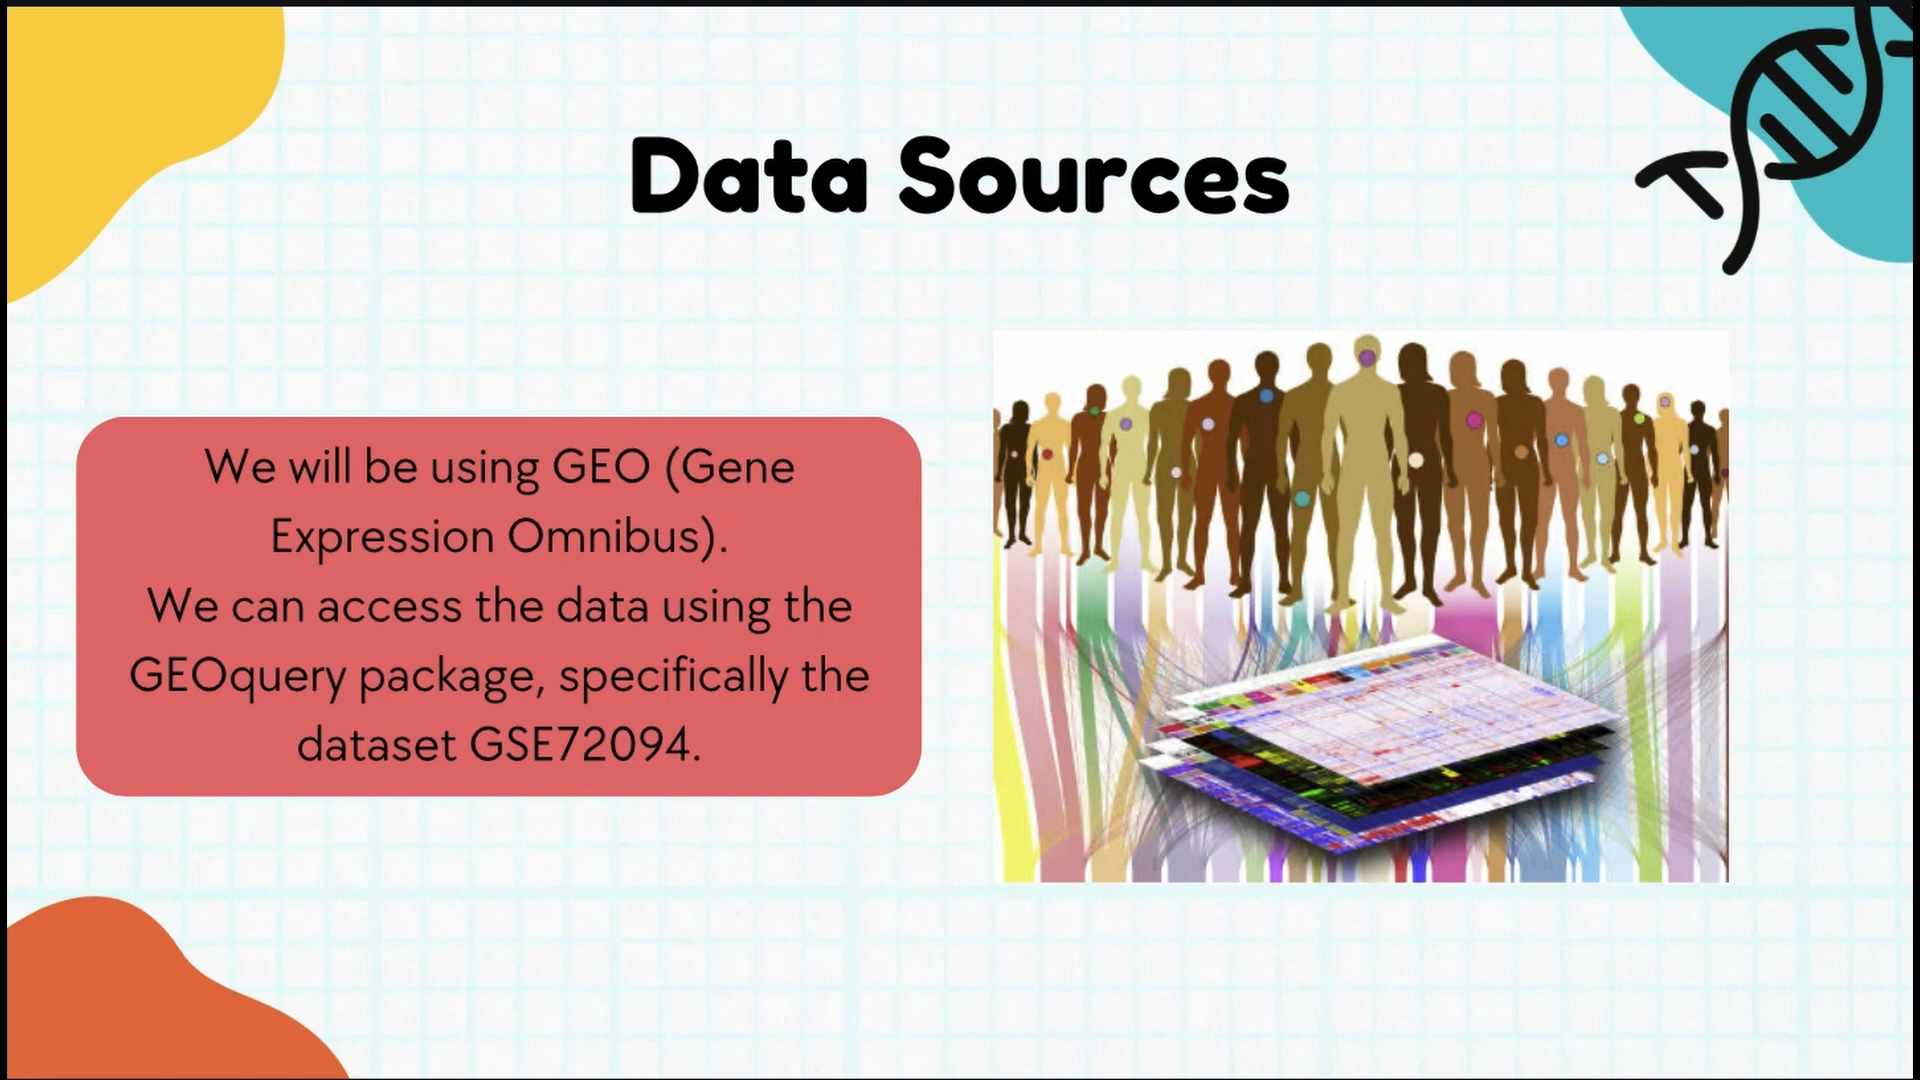 Data Sources
We will be using GEO (Gene
Expression Omnibus).
We can access the data using the
GEOquery package, specifically the
dataset GSE72094.